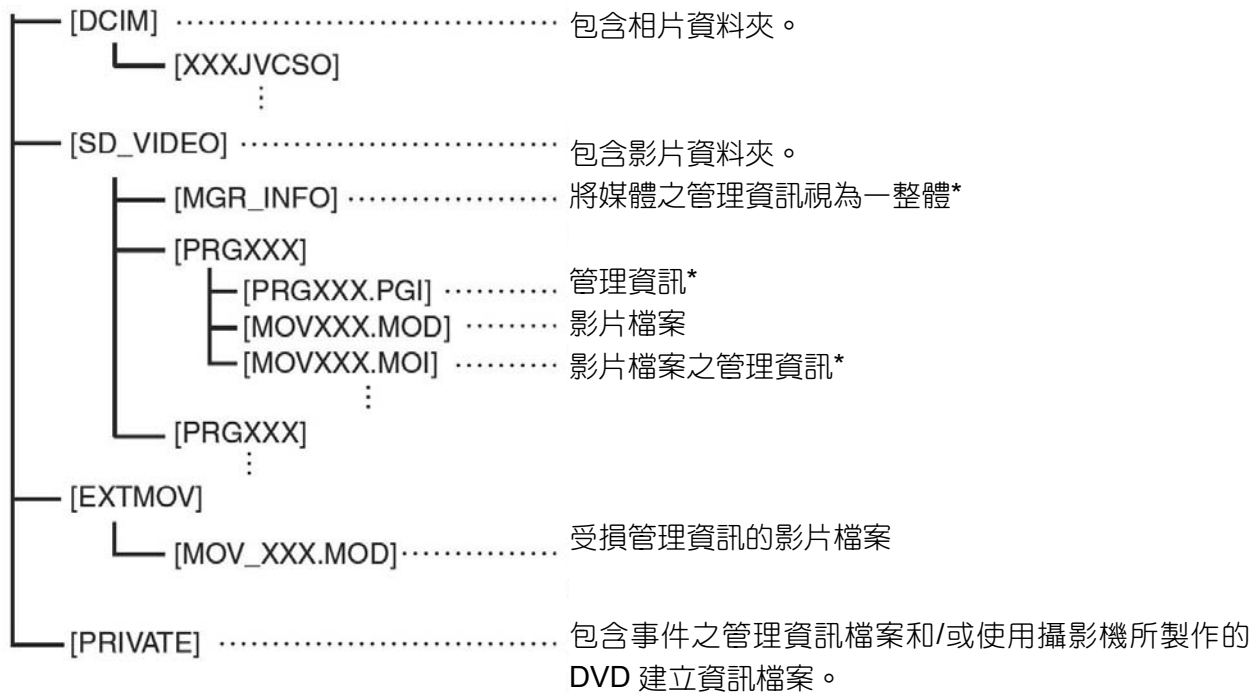 [DCIM] 包含相片資料夾。
[XXXJVCSO]
[SD_VIDEO] 包含影片資料夾。
[MGR_INFO] 將媒體之管理資訊視為一整體*
[PRGXXX]
[PRGXXX.PGI] 管理資訊*
[MOVXXX.MOD] 影片檔案
[MOVXXX.MOI] 影片檔案之管理資訊*
[PRGXXX]
[EXTMOV]
[MOV_XXX.MOD] 受損管理資訊的影片檔案
[PRIVATE] 包含事件之管理資訊檔案和/或使用攝影機所製作的
DVD 建立資訊檔案。